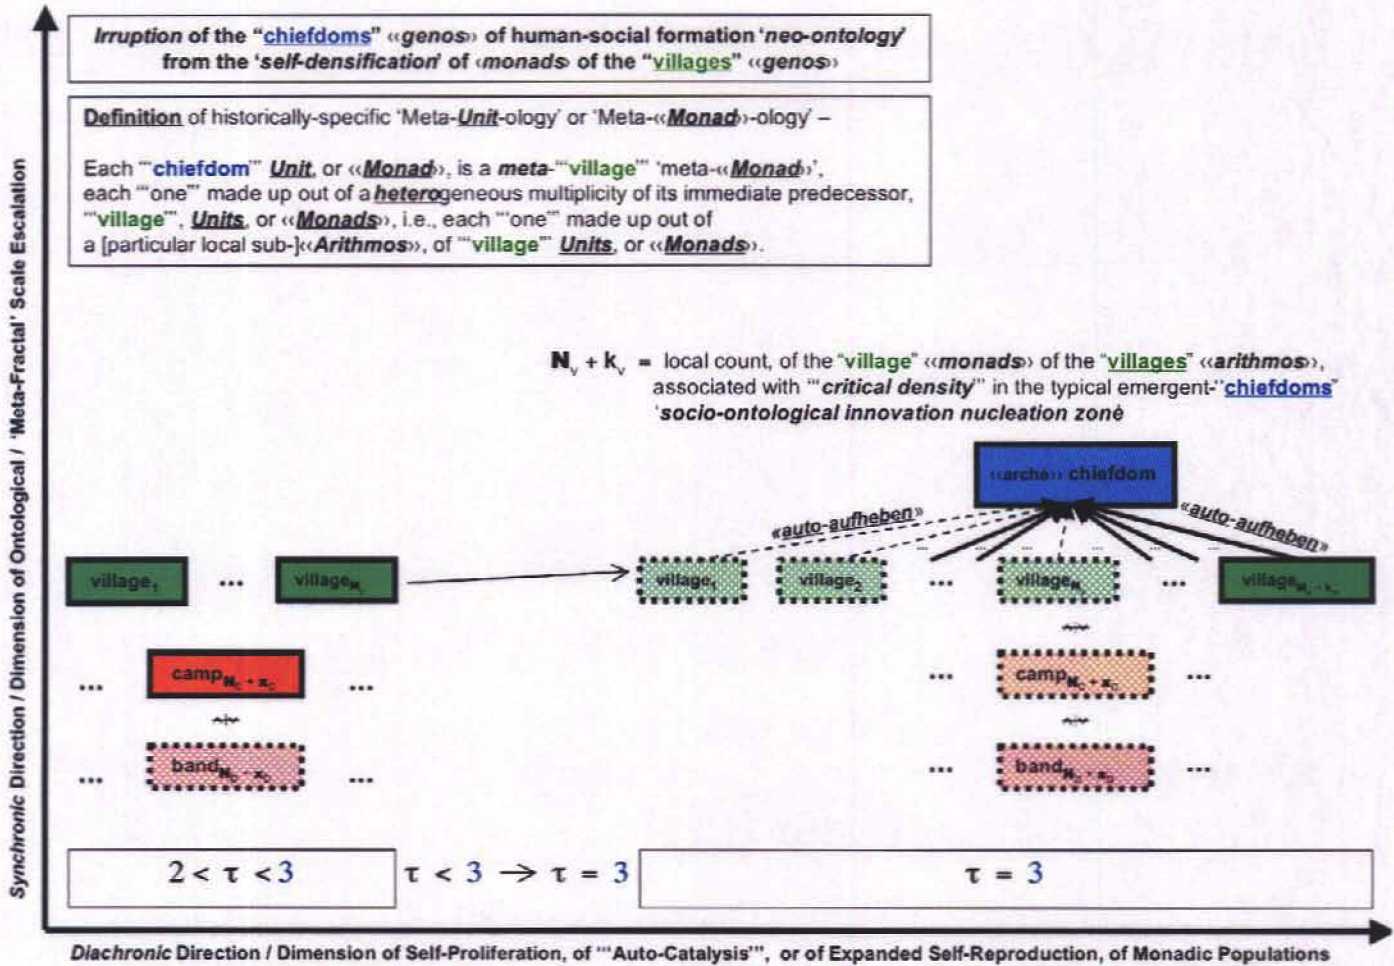 Irruption of the "chiefdoms" ‹‹genos›› of human-social formation 'neo-ontology'
from the 'self-densification' of ‹monads› of the "villages" ‹‹genos››
Definition of historically-specific 'Meta-Unit-ology' or 'Meta-‹‹Monad››-ology' –
Each '"chiefdom"' Unit, or ‹‹Monad››, is a meta-'"village"' 'meta-‹‹Monad››',
each '"one"' made up out of a heterogeneous multiplicity of its immediate predecessor,
'"village"', Units, or ‹‹Monads››, i.e., each '"one"' made up out of
a [particular local sub-]‹‹Arithmos››, of '"village"' Units, or ‹‹Monads››.
N_v + k_v = local count, of the "village" ‹‹monads›› of the "villages" ‹‹arithmos››,
associated with '"critical density"' in the typical emergent-"chiefdoms"
'socio-ontological innovation nucleation zone
‹‹arché›› chiefdom
«auto-aufheben» «auto-aufheben»
village₁ ... village ... village₁ village₂ ... village ... village
... camp ... ... camp ...
... band ... ... band ...
2 < τ < 3 τ < 3 → τ = 3 τ = 3
Diachronic Direction / Dimension of Self-Proliferation, of '"Auto-Catalysis"', or of Expanded Self-Reproduction, of Monadic Populations
Synchronic Direction / Dimension of Ontological / 'Meta-Fractal' Scale Escalation